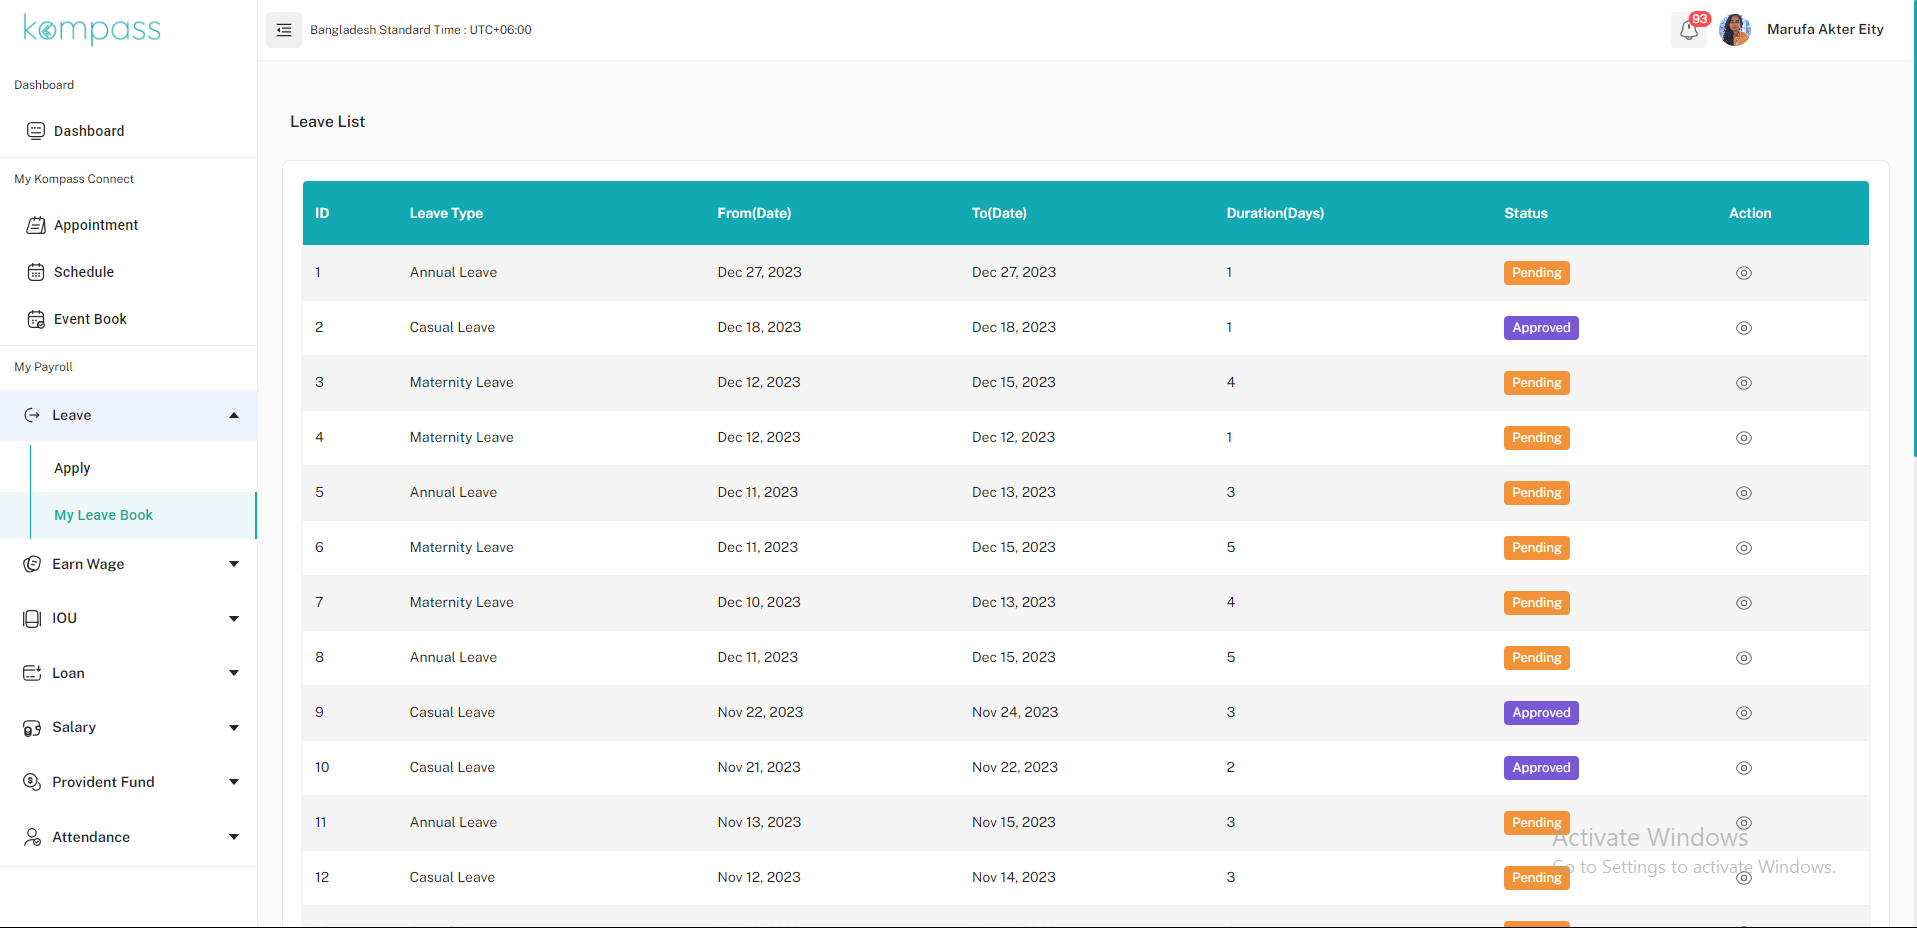 kompass
Bangladesh Standard Time : UTC+06:00
93
Marufa Akter Eity
Dashboard
Dashboard
My Kompass Connect
Appointment
Schedule
Event Book
My Payroll
Leave
Apply
My Leave Book
Earn Wage
IOU
Loan
Salary
Provident Fund
Attendance
Leave List
ID Leave Type From(Date) To(Date) Duration(Days) Status Action
1 Annual Leave Dec 27, 2023 Dec 27, 2023 1 Pending
2 Casual Leave Dec 18, 2023 Dec 18, 2023 1 Approved
3 Maternity Leave Dec 12, 2023 Dec 15, 2023 4 Pending
4 Maternity Leave Dec 12, 2023 Dec 12, 2023 1 Pending
5 Annual Leave Dec 11, 2023 Dec 13, 2023 3 Pending
6 Maternity Leave Dec 11, 2023 Dec 15, 2023 5 Pending
7 Maternity Leave Dec 10, 2023 Dec 13, 2023 4 Pending
8 Annual Leave Dec 11, 2023 Dec 15, 2023 5 Pending
9 Casual Leave Nov 22, 2023 Nov 24, 2023 3 Approved
10 Casual Leave Nov 21, 2023 Nov 22, 2023 2 Approved
11 Annual Leave Nov 13, 2023 Nov 15, 2023 3 Pending
12 Casual Leave Nov 12, 2023 Nov 14, 2023 3 Pending
Activate Windows
Go to Settings to activate Windows.